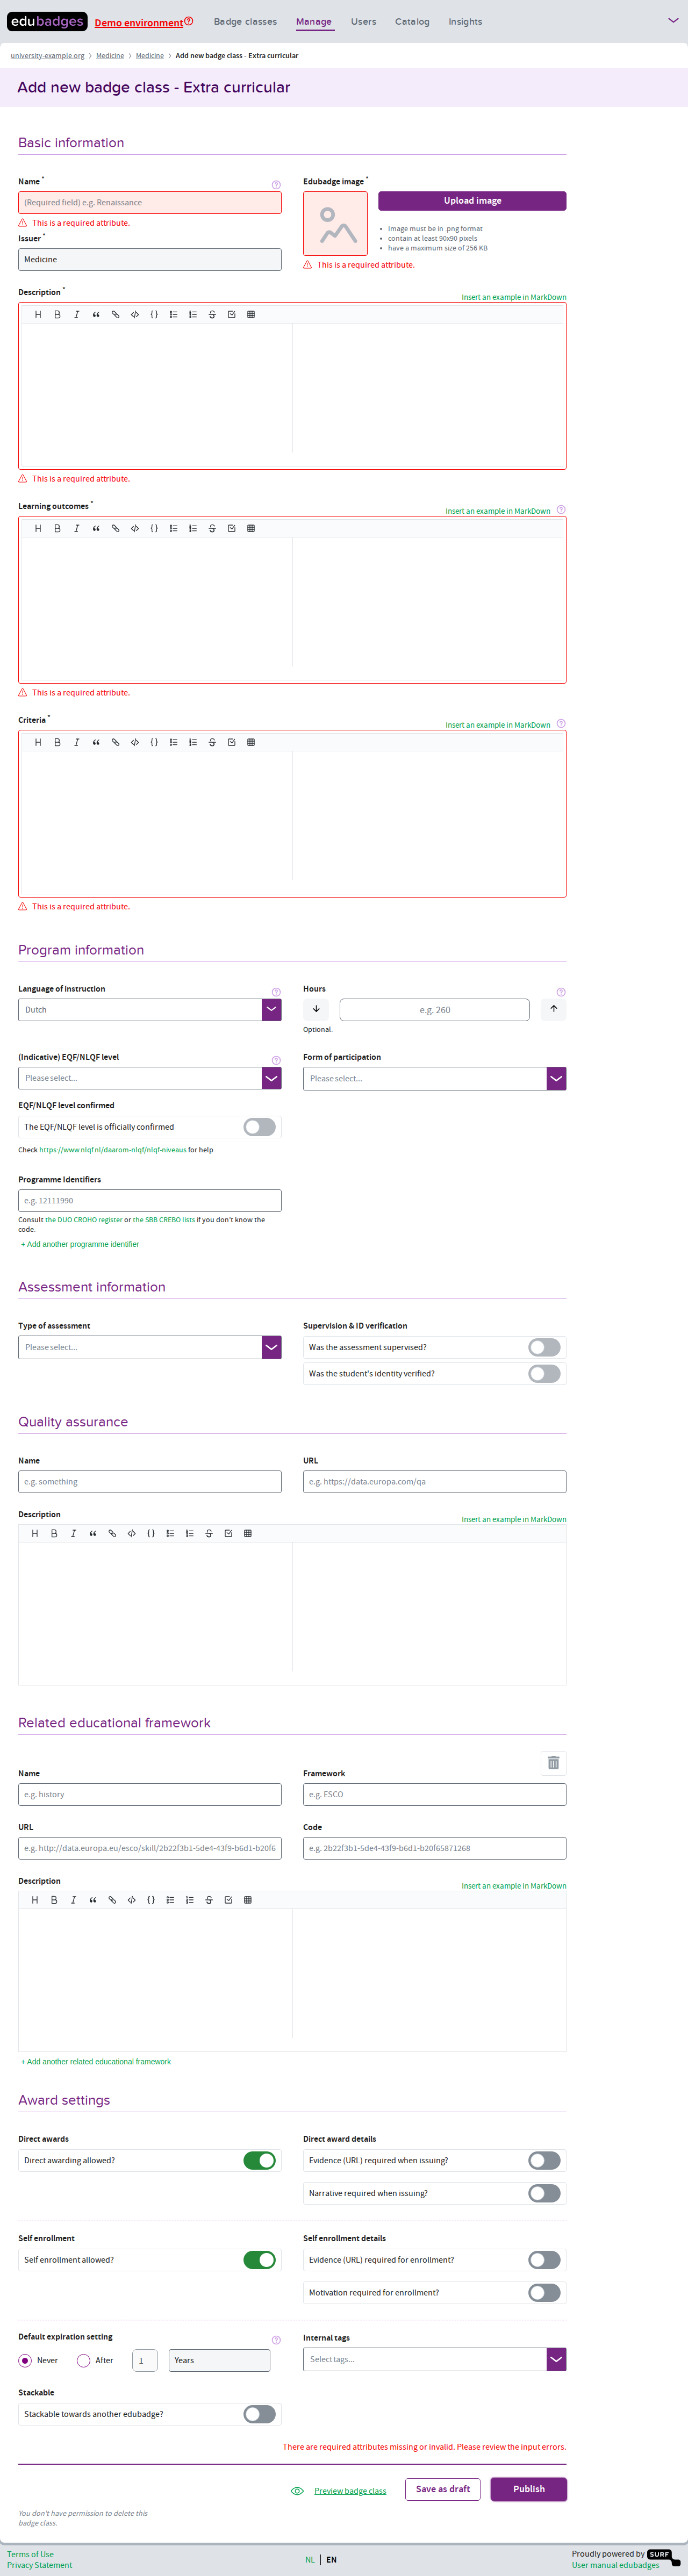 edubadges
Demo environment
Badge classes
Manage
Users
Catalog
Insights
university-example.org
Medicine
Medicine
Add new badge class - Extra curricular
Add new badge class - Extra curricular
Basic information
Name *
(Required field) e.g. Renaissance
This is a required attribute.
Issuer *
Medicine
Edubadge image *
Upload image
• Image must be in .png format
• contain at least 90x90 pixels
• have a maximum size of 256 KB
This is a required attribute.
Description *
Insert an example in MarkDown
This is a required attribute.
Learning outcomes *
Insert an example in MarkDown
This is a required attribute.
Criteria *
Insert an example in MarkDown
This is a required attribute.
Program information
Language of instruction
Dutch
Hours
e.g. 260
Optional.
(Indicative) EQF/NLQF level
Please select...
Form of participation
Please select...
EQF/NLQF level confirmed
The EQF/NLQF level is officially confirmed
Check https://www.nlqf.nl/daarom-nlqf/nlqf-niveaus for help
Programme Identifiers
e.g. 12111990
Consult the DUO CROHO register or the SBB CREBO lists if you don't know the
code.
+ Add another programme identifier
Assessment information
Type of assessment
Please select...
Supervision & ID verification
Was the assessment supervised?
Was the student's identity verified?
Quality assurance
Name
e.g. something
URL
e.g. https://data.europa.com/qa
Description
Insert an example in MarkDown
Related educational framework
Name
e.g. history
Framework
e.g. ESCO
URL
e.g. http://data.europa.eu/esco/skill/2b22f3b1-5de4-43f9-b6d1-b20f6
Code
e.g. 2b22f3b1-5de4-43f9-b6d1-b20f65871268
Description
Insert an example in MarkDown
+ Add another related educational framework
Award settings
Direct awards
Direct awarding allowed?
Direct award details
Evidence (URL) required when issuing?
Narrative required when issuing?
Self enrollment
Self enrollment allowed?
Self enrollment details
Evidence (URL) required for enrollment?
Motivation required for enrollment?
Default expiration setting
Never
After
1
Years
Internal tags
Select tags...
Stackable
Stackable towards another edubadge?
There are required attributes missing or invalid. Please review the input errors.
Preview badge class
Save as draft
Publish
You don't have permission to delete this
badge class.
Terms of Use
Privacy Statement
NL
EN
Proudly powered by SURF
User manual edubadges